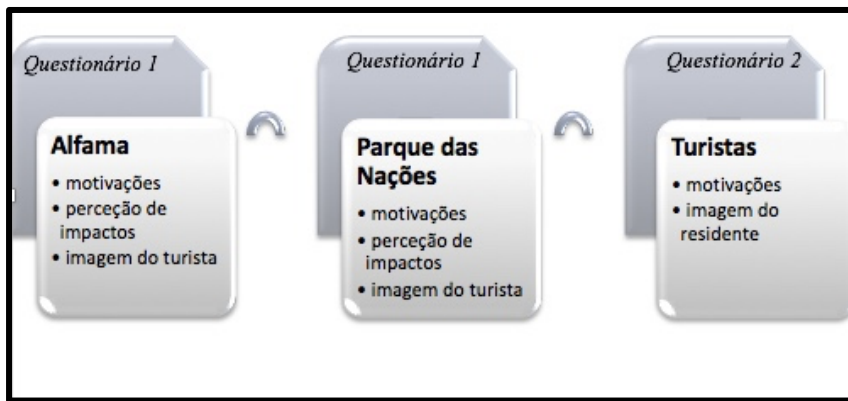 Questionário 1
Alfama
• motivações
• perceção de
impactos
• imagem do turista
Questionário 1
Parque das
Nações
• motivações
• perceção de
impactos
• imagem do turista
Questionário 2
Turistas
• motivações
• imagem do
residente